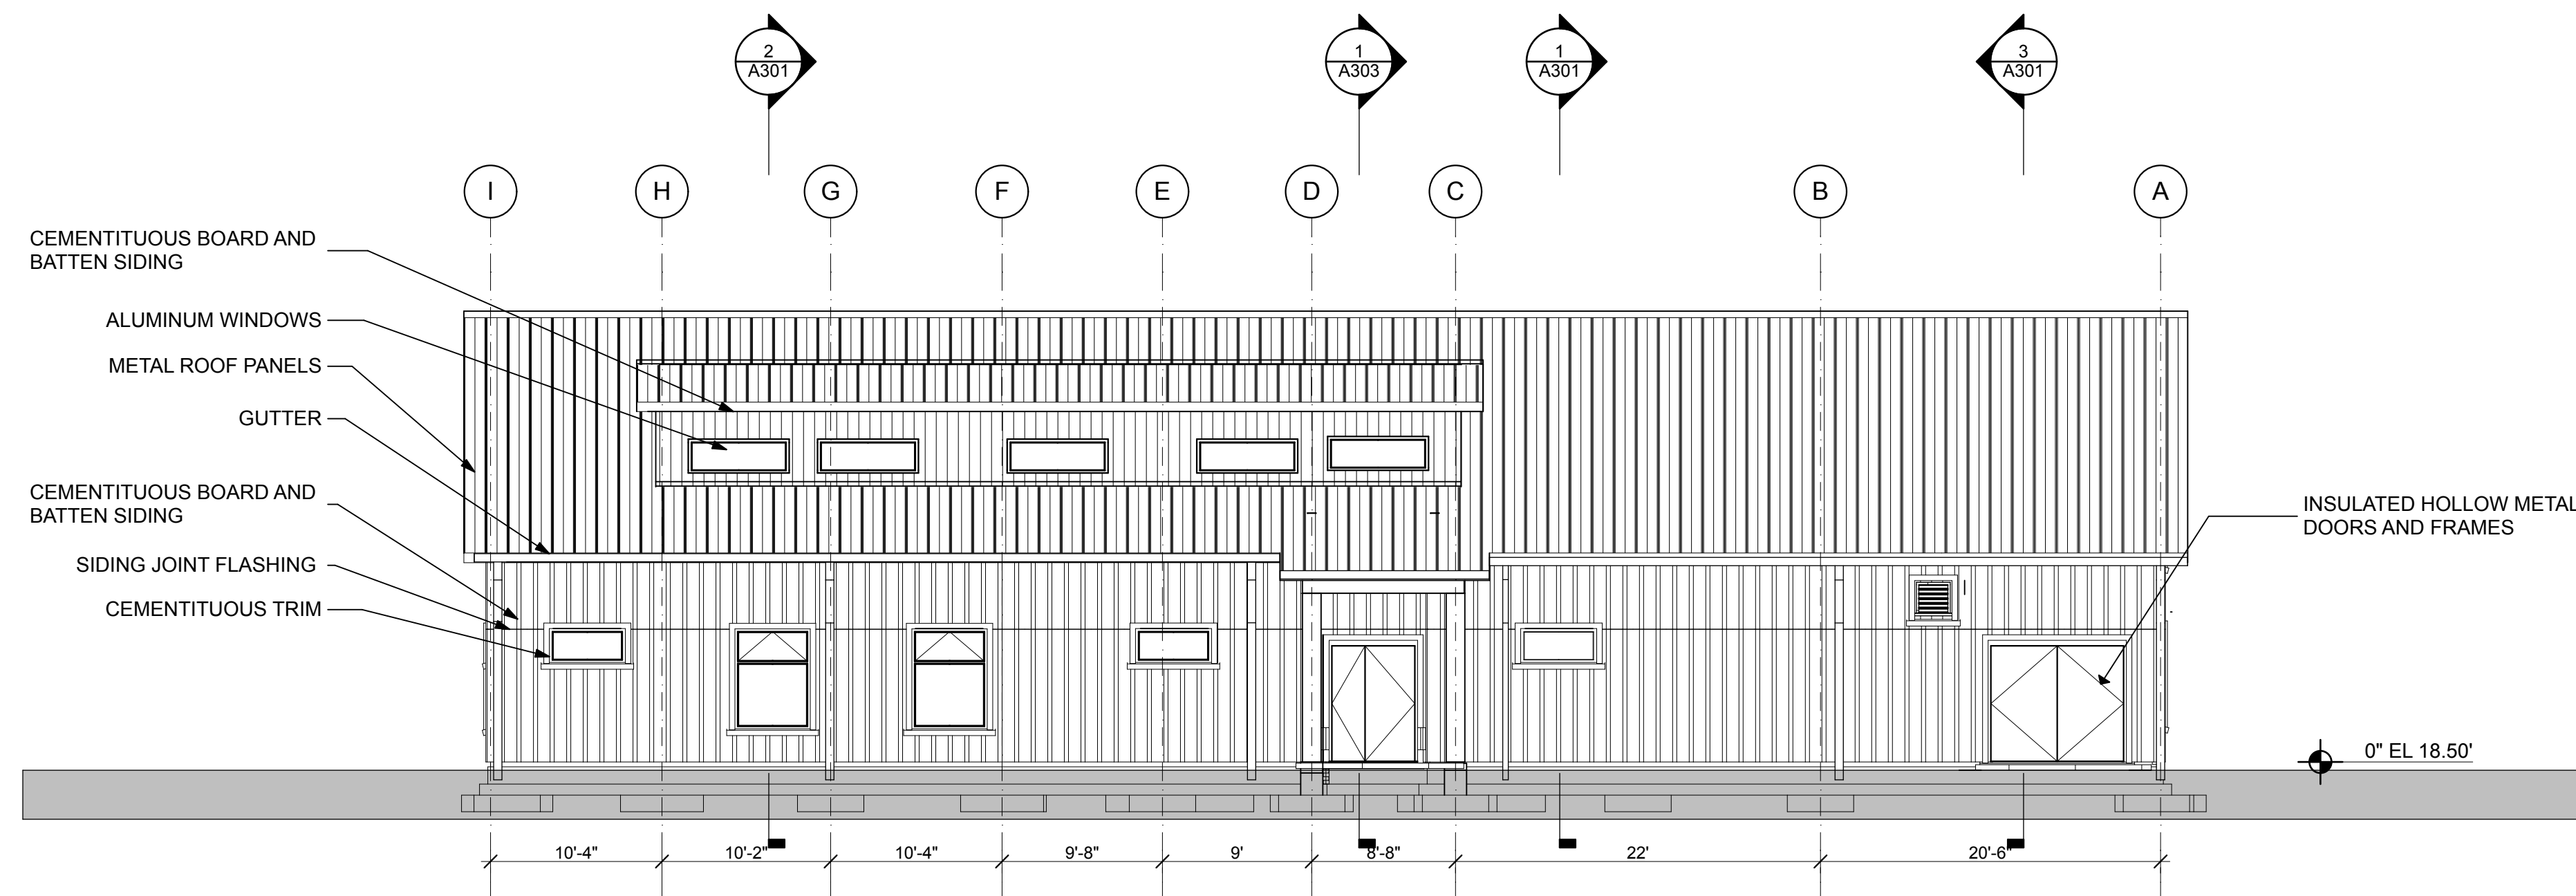 2
A301
1
A303
1
A301
3
A301
I
H
G
F
E
D
C
B
A
CEMENTITUOUS BOARD AND
BATTEN SIDING
ALUMINUM WINDOWS
METAL ROOF PANELS
GUTTER
CEMENTITUOUS BOARD AND
BATTEN SIDING
SIDING JOINT FLASHING
CEMENTITUOUS TRIM
INSULATED HOLLOW METAL
DOORS AND FRAMES
0" EL 18.50'
10'-4"
10'-2"
10'-4"
9'-8"
9'
8'-8"
22'
20'-6"